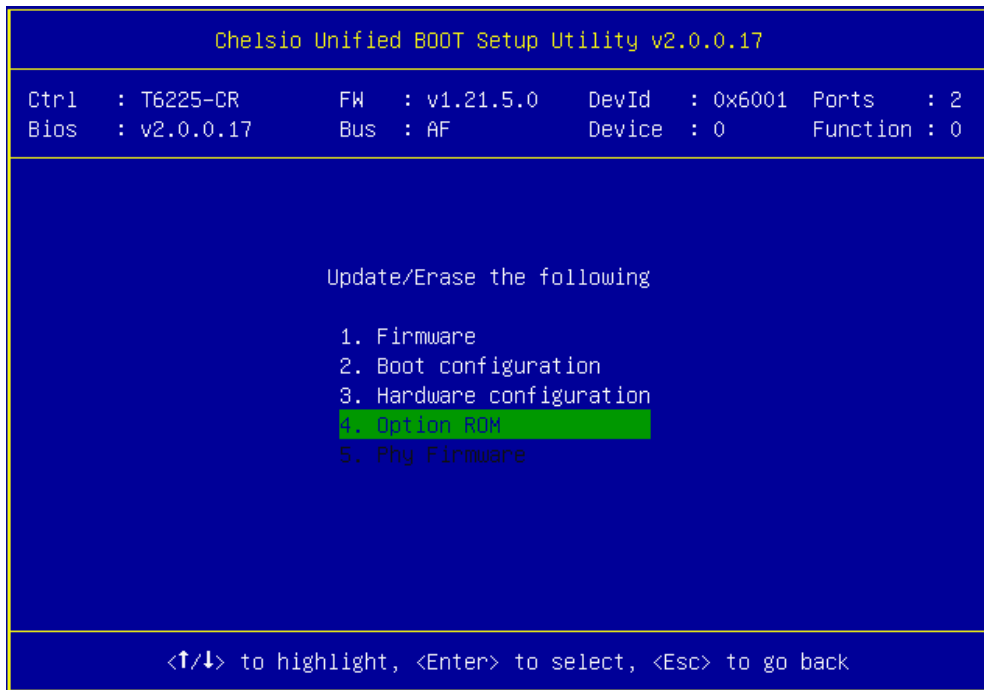 Chelsio Unified BOOT Setup Utility v2.0.0.17
Ctrl : T6225-CR FW : v1.21.5.0 DevId : 0x6001 Ports : 2
Bios : v2.0.0.17 Bus : AF Device : 0 Function : 0
Update/Erase the following
1. Firmware
2. Boot configuration
3. Hardware configuration
4. Option ROM
5. Phy Firmware
<↑/↓> to highlight, <Enter> to select, <Esc> to go back